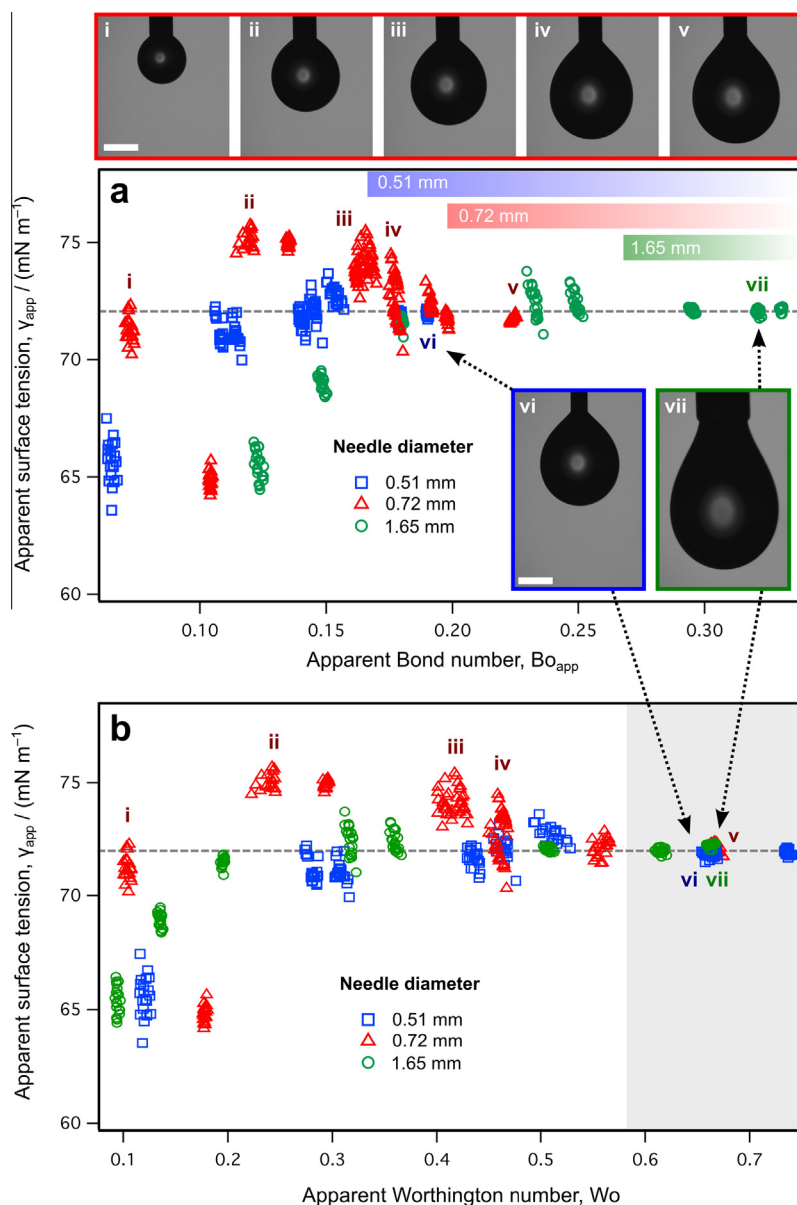 i ii iii iv v
a
0.51 mm
0.72 mm
1.65 mm
ii
iii
iv
i
v
vii
vi
75
70
65
60
Apparent surface tension, γapp / (mN m⁻¹)
Needle diameter
0.51 mm
0.72 mm
1.65 mm
vi
vii
0.10 0.15 0.20 0.25 0.30
Apparent Bond number, Boapp
b
ii
iii
iv
i
v
vi vii
75
70
65
60
Apparent surface tension, γapp / (mN m⁻¹)
Needle diameter
0.51 mm
0.72 mm
1.65 mm
0.1 0.2 0.3 0.4 0.5 0.6 0.7
Apparent Worthington number, Wo